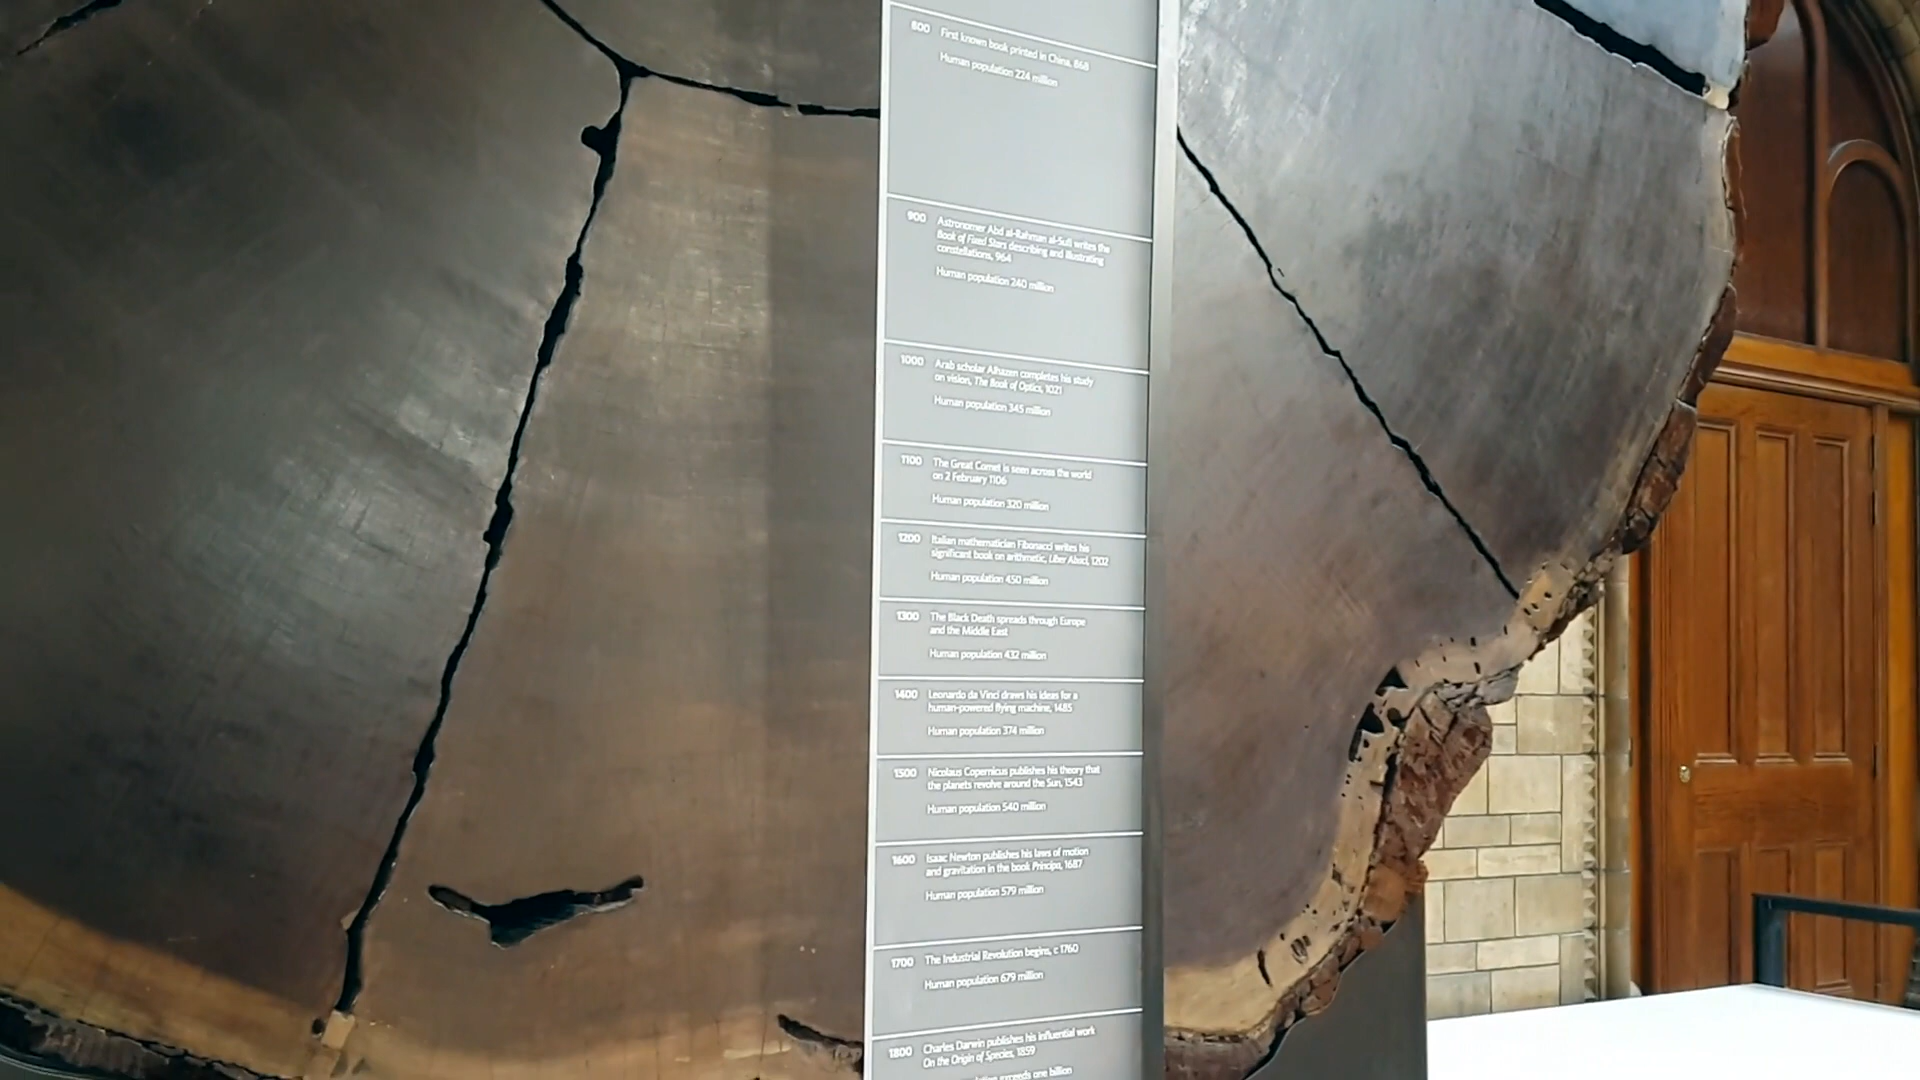 800 First known book printed in China, 868
Human population 224 million
900 Astronomer Abd al-Rahman al-Sufi writes the
Book of Fixed Stars describing and illustrating
constellations, 964
Human population 240 million
1000 Arab scholar Alhazen completes his study
on vision, The Book of Optics, 1021
Human population 345 million
1100 The Great Comet is seen across the world
on 2 February 1106
Human population 320 million
1200 Italian mathematician Fibonacci writes his
significant book on arithmetic, Liber Abaci, 1202
Human population 450 million
1300 The Black Death spreads through Europe
and the Middle East
Human population 432 million
1400 Leonardo da Vinci draws his ideas for a
human-powered flying machine, 1485
Human population 374 million
1500 Nicolaus Copernicus publishes his theory that
the planets revolve around the Sun, 1543
Human population 540 million
1600 Isaac Newton publishes his laws of motion
and gravitation in the book Principa, 1687
Human population 579 million
1700 The Industrial Revolution begins, c 1760
Human population 679 million
1800 Charles Darwin publishes his influential work
On the Origin of Species, 1859
exceeds one billion